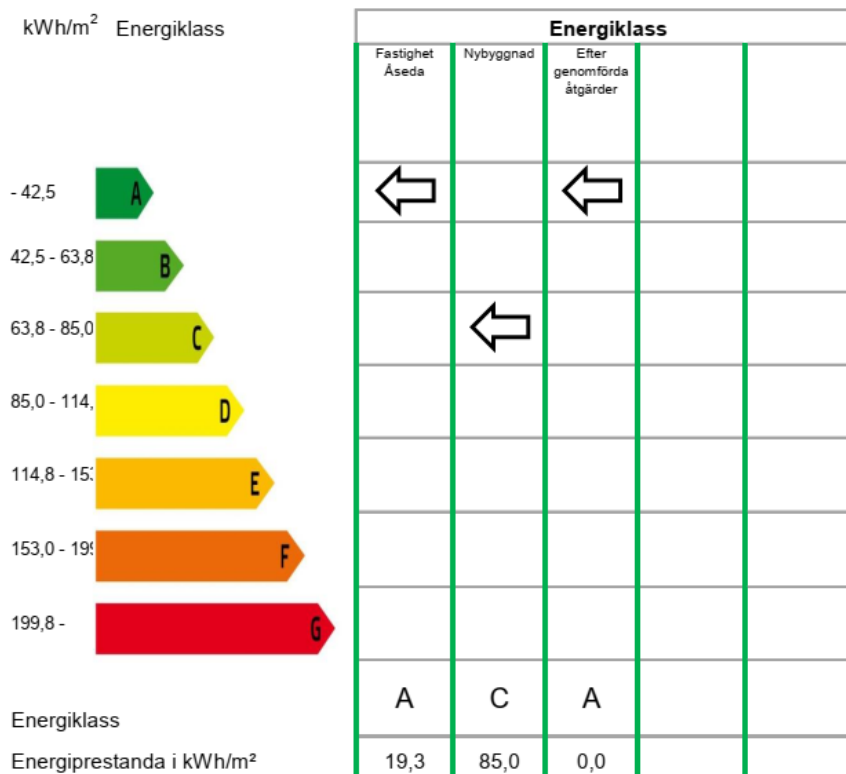 kWh/m² Energiklass
Energiklass
Fastighet
Åseda
Nybyggnad
Efter
genomförda
åtgärder
- 42,5 A
42,5 - 63,8 B
63,8 - 85,0 C
85,0 - 114, D
114,8 - 15 E
153,0 - 19 F
199,8 - G
Energiklass A C A
Energiprestanda i kWh/m² 19,3 85,0 0,0